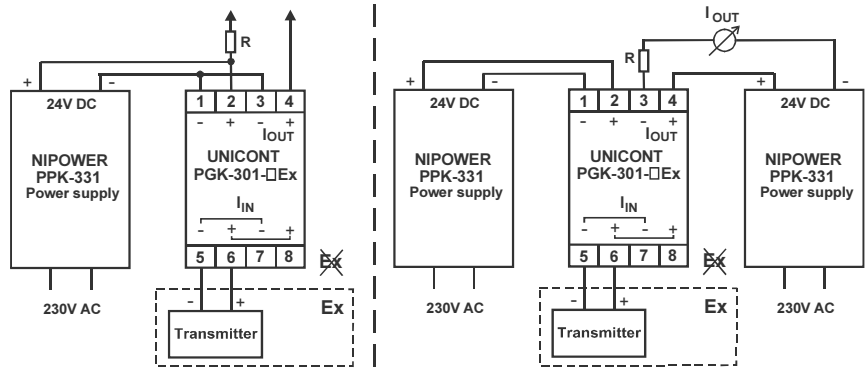 R
+ -
24V DC
NIPOWER
PPK-331
Power supply
230V AC
1 2 3 4
- + - +
IOUT
UNICONT
PGK-301-□Ex
IIN
- + - +
5 6 7 8
Ex
- +
Ex
Transmitter
IOUT
R
+ -
24V DC
NIPOWER
PPK-331
Power supply
230V AC
1 2 3 4
- + - +
IOUT
UNICONT
PGK-301-□Ex
IIN
- + - +
5 6 7 8
Ex
- +
Ex
Transmitter
+ -
24V DC
NIPOWER
PPK-331
Power supply
230V AC